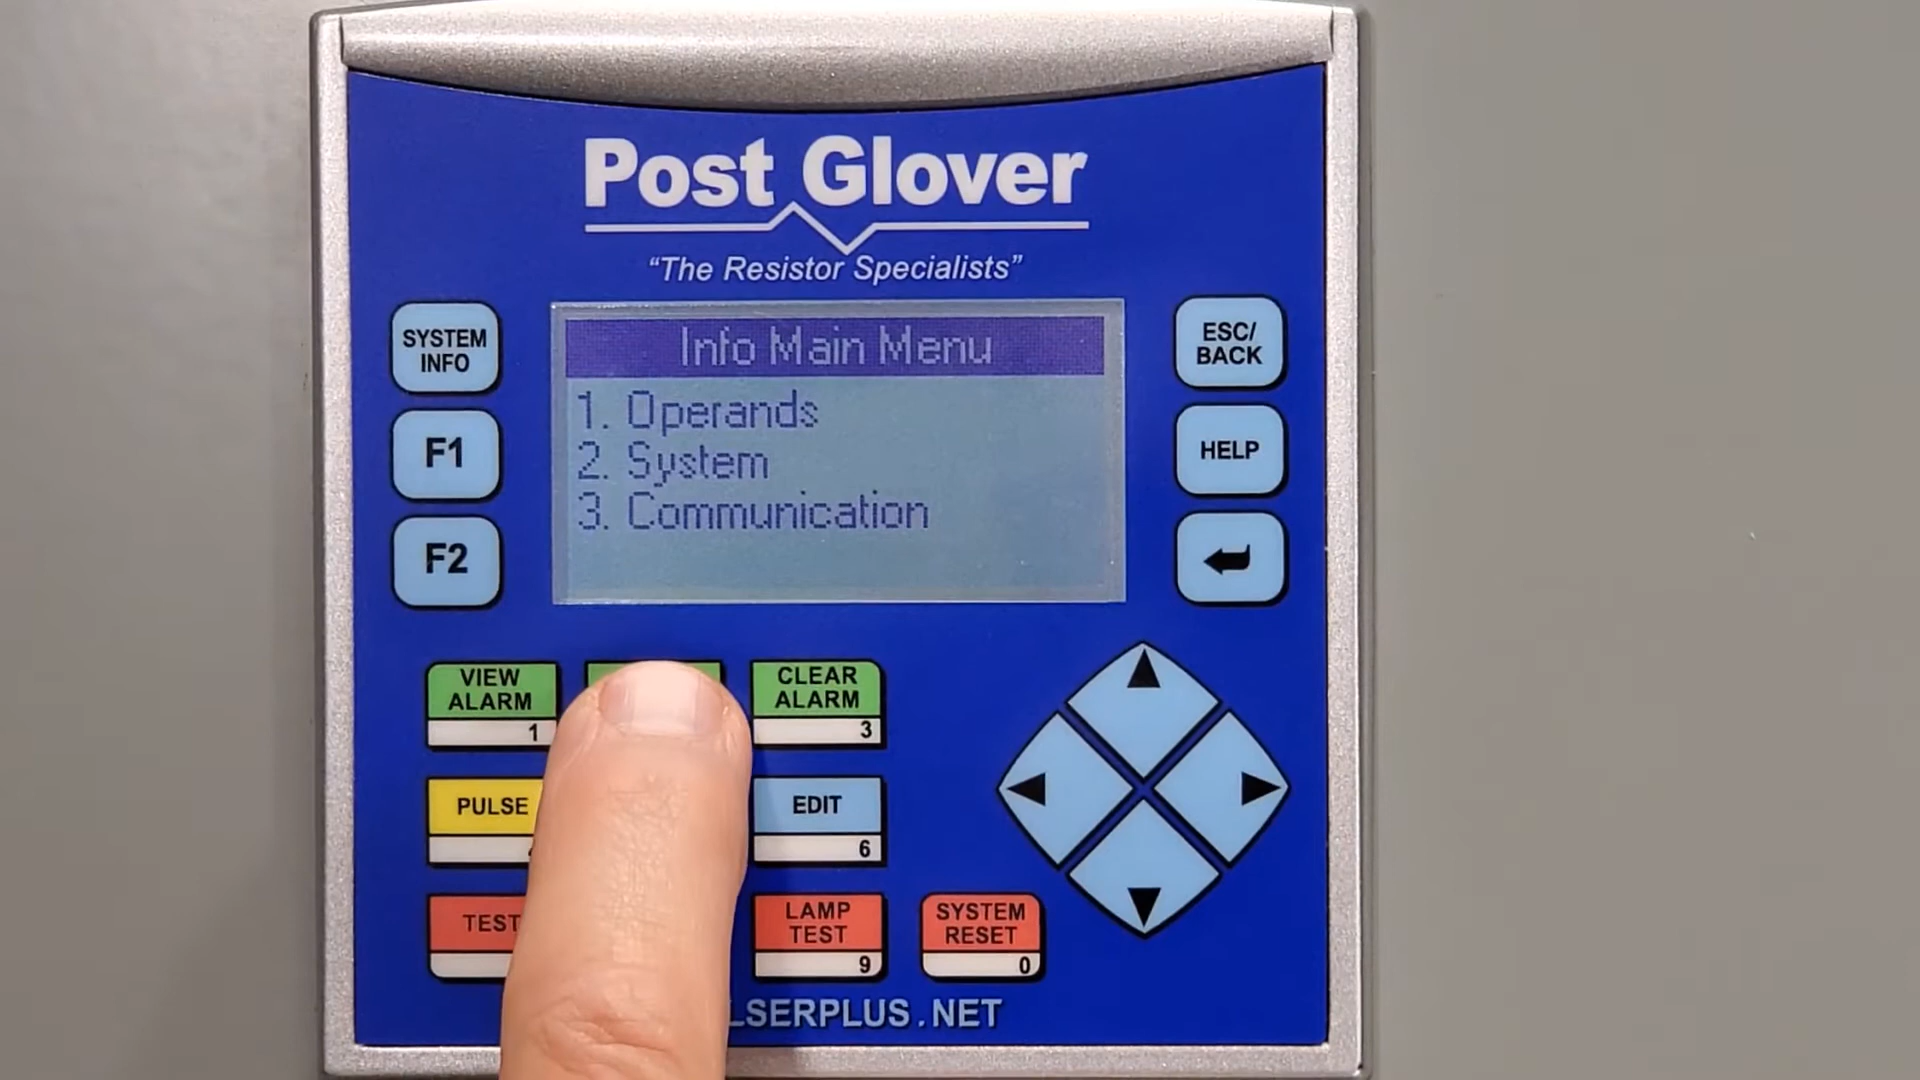 Post Glover
“The Resistor Specialists”
SYSTEM
INFO
F1
F2
Info Main Menu
1. Operands
2. System
3. Communication
ESC/
BACK
HELP
VIEW
ALARM
1
CLEAR
ALARM
3
PULSE
EDIT
6
TEST
LAMP
TEST
9
SYSTEM
RESET
0
LSERPLUS.NET